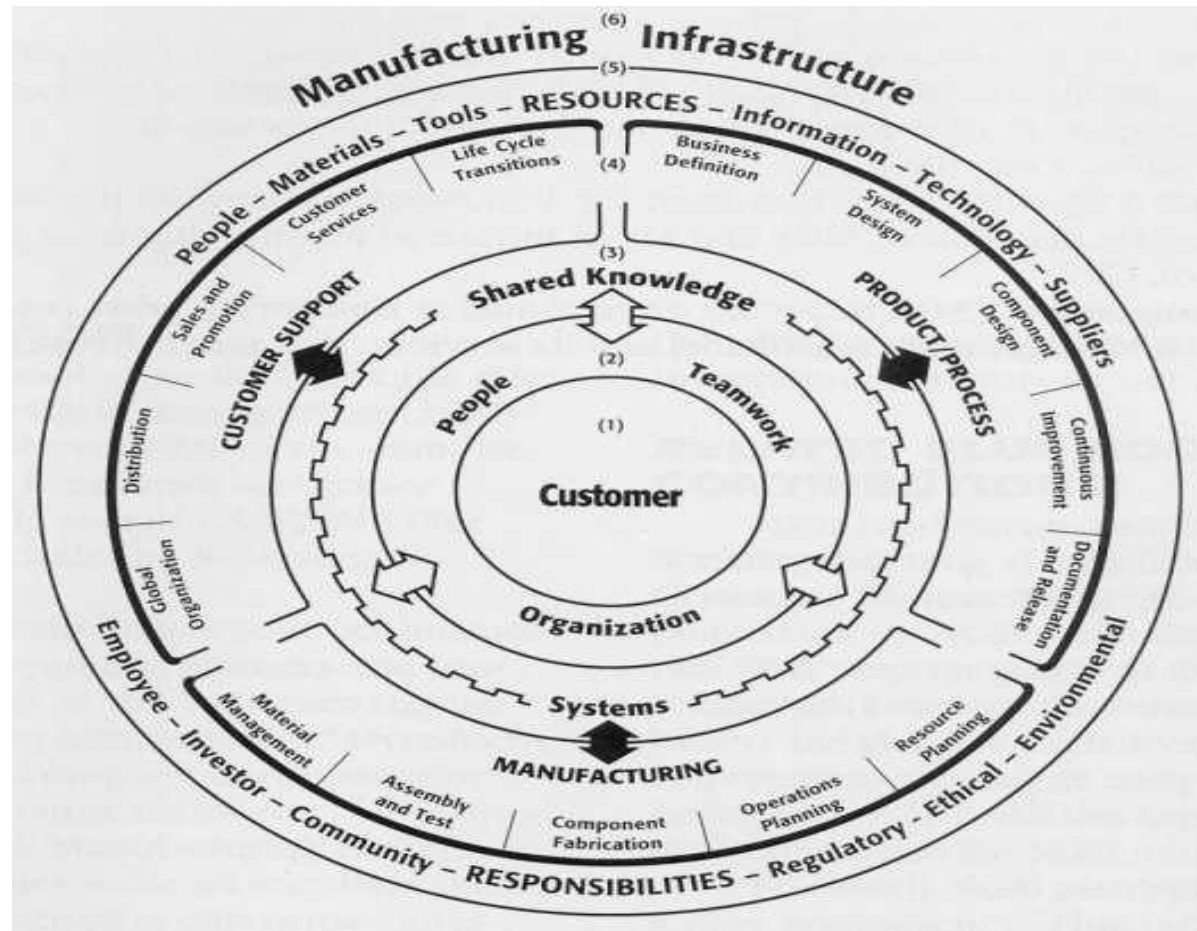 (6)
Manufacturing Infrastructure
(5)
People – Materials – Tools – RESOURCES – Information – Technology – Suppliers
(4)
Life Cycle
Transitions
Business
Definition
Customer
Services
System
Design
Sales and
Promotion
Component
Design
Distribution
Continuous
Improvement
Global
Organization
Documentation
and Release
CUSTOMER SUPPORT
PRODUCT/PROCESS
(3)
Shared Knowledge
(2)
People
Teamwork
(1)
Customer
Organization
Systems
MANUFACTURING
Material
Management
Assembly
and Test
Component
Fabrication
Operations
Planning
Resource
Planning
Employee – Investor – Community – RESPONSIBILITIES – Regulatory - Ethical – Environmental